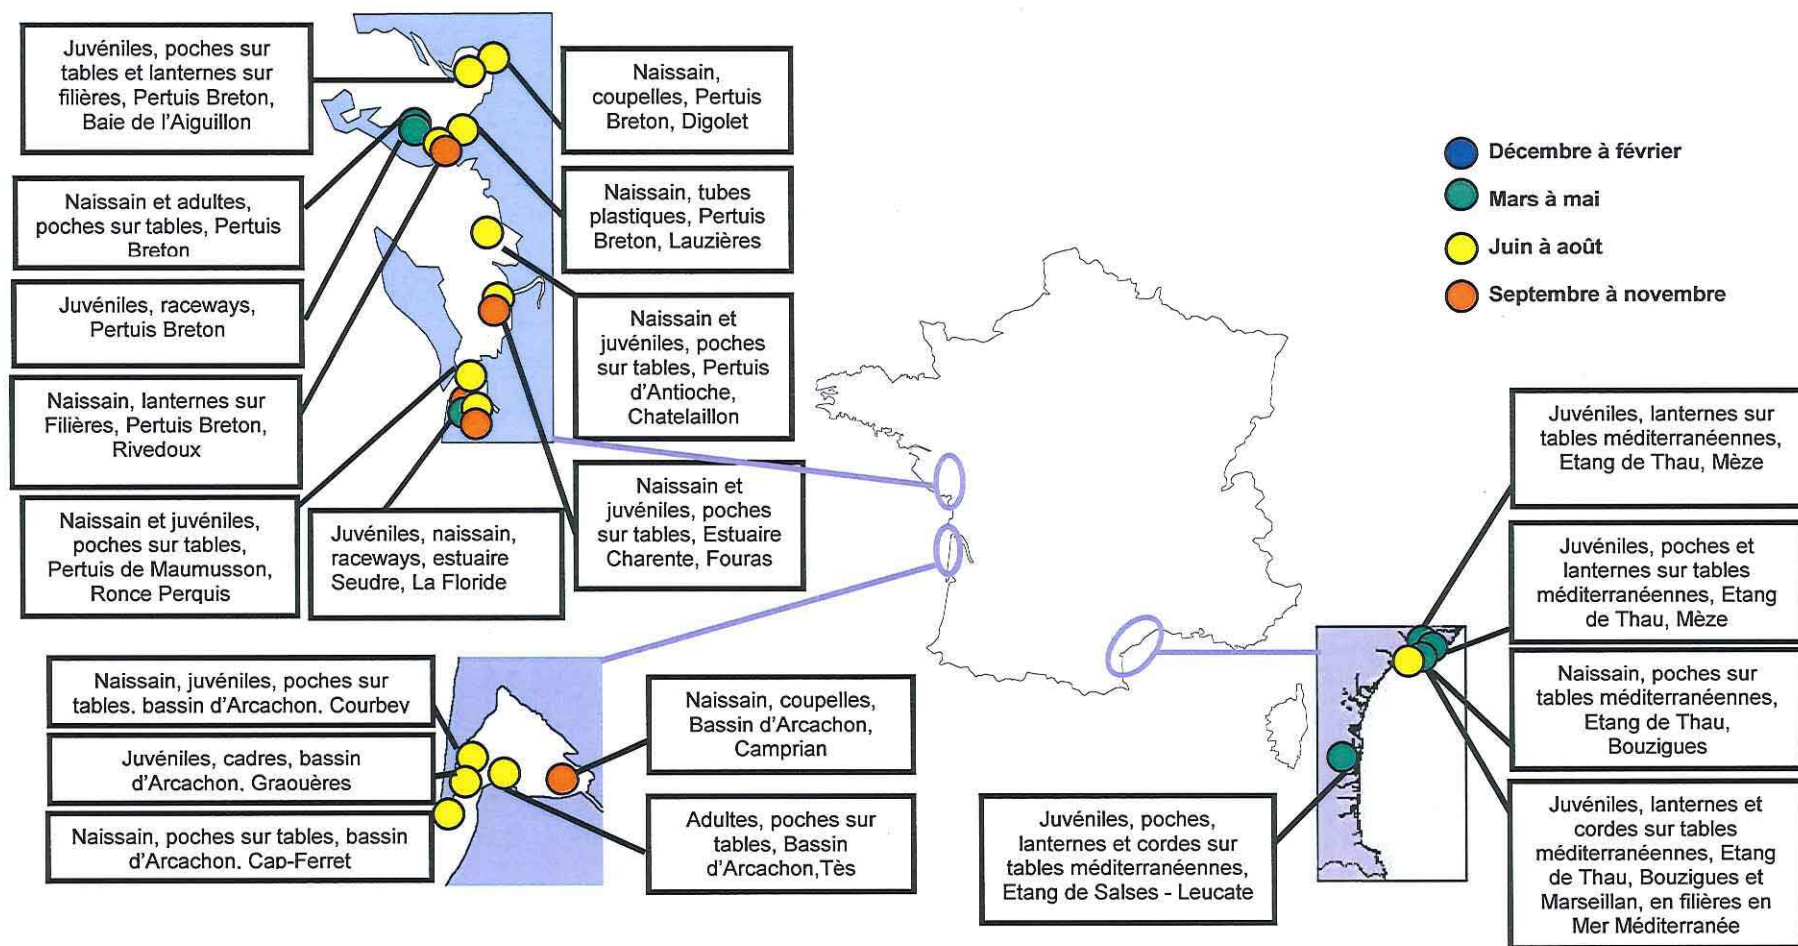 Juvéniles, poches sur
tables et lanternes sur
filières, Pertuis Breton,
Baie de l'Aiguillon
Naissain,
coupelles, Pertuis
Breton, Digolet
Naissain et adultes,
poches sur tables, Pertuis
Breton
Naissain, tubes
plastiques, Pertuis
Breton, Lauzières
Juvéniles, raceways,
Pertuis Breton
Naissain et
juvéniles, poches
sur tables, Pertuis
d'Antioche,
Chatelaillon
Naissain, lanternes sur
Filières, Pertuis Breton,
Rivedoux
Naissain et juvéniles,
poches sur tables,
Pertuis de Maumusson,
Ronce Perquis
Juvéniles, naissain,
raceways, estuaire
Seudre, La Floride
Naissain et
juvéniles, poches
sur tables, Estuaire
Charente, Fouras
Décembre à février
Mars à mai
Juin à août
Septembre à novembre
Naissain, juvéniles, poches sur
tables, bassin d'Arcachon, Courbey
Juvéniles, cadres, bassin
d'Arcachon, Graouères
Naissain, poches sur tables, bassin
d'Arcachon, Cap-Ferret
Naissain, coupelles,
Bassin d'Arcachon,
Camprian
Adultes, poches sur
tables, Bassin
d'Arcachon,Tès
Juvéniles, lanternes sur
tables méditerranéennes,
Etang de Thau, Mèze
Juvéniles, poches et
lanternes sur tables
méditerranéennes, Etang
de Thau, Mèze
Naissain, poches sur
tables méditerranéennes,
Etang de Thau,
Bouzigues
Juvéniles, poches,
lanternes et cordes sur
tables méditerranéennes,
Etang de Salses - Leucate
Juvéniles, lanternes et
cordes sur tables
méditerranéennes, Etang
de Thau, Bouzigues et
Marseillan, en filières en
Mer Méditerranée